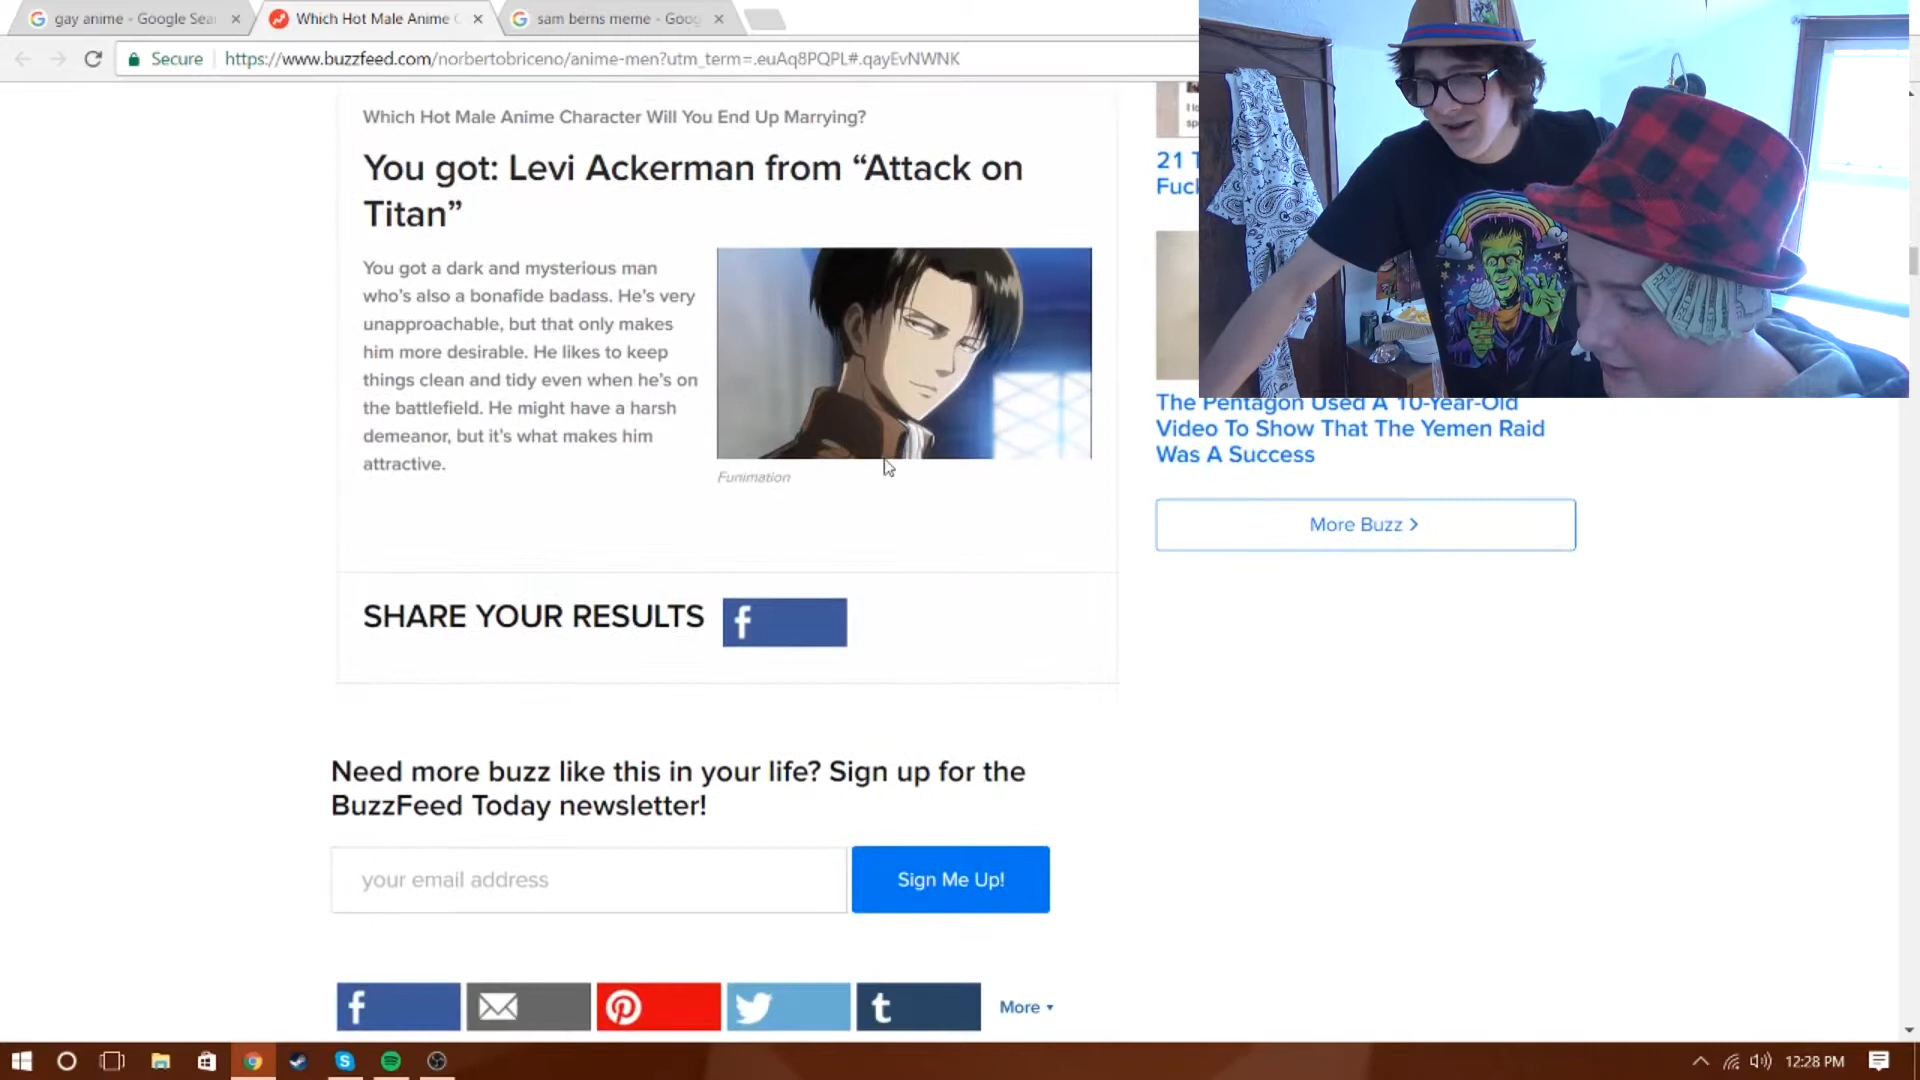 gay anime - Google Sea
Which Hot Male Anime C
sam berns meme - Goog
Secure
https://www.buzzfeed.com/norbertobriceno/anime-men?utm_term=.euAq8PQPL#.qayEvNWNK
Which Hot Male Anime Character Will You End Up Marrying?
You got: Levi Ackerman from “Attack on
Titan”
You got a dark and mysterious man
who’s also a bonafide badass. He’s very
unapproachable, but that only makes
him more desirable. He likes to keep
things clean and tidy even when he’s on
the battlefield. He might have a harsh
demeanor, but it’s what makes him
attractive.
Funimation
SHARE YOUR RESULTS
Need more buzz like this in your life? Sign up for the
BuzzFeed Today newsletter!
your email address
Sign Me Up!
More
21 T
Fuck
The Pentagon Used A 10-Year-Old
Video To Show That The Yemen Raid
Was A Success
More Buzz >
12:28 PM